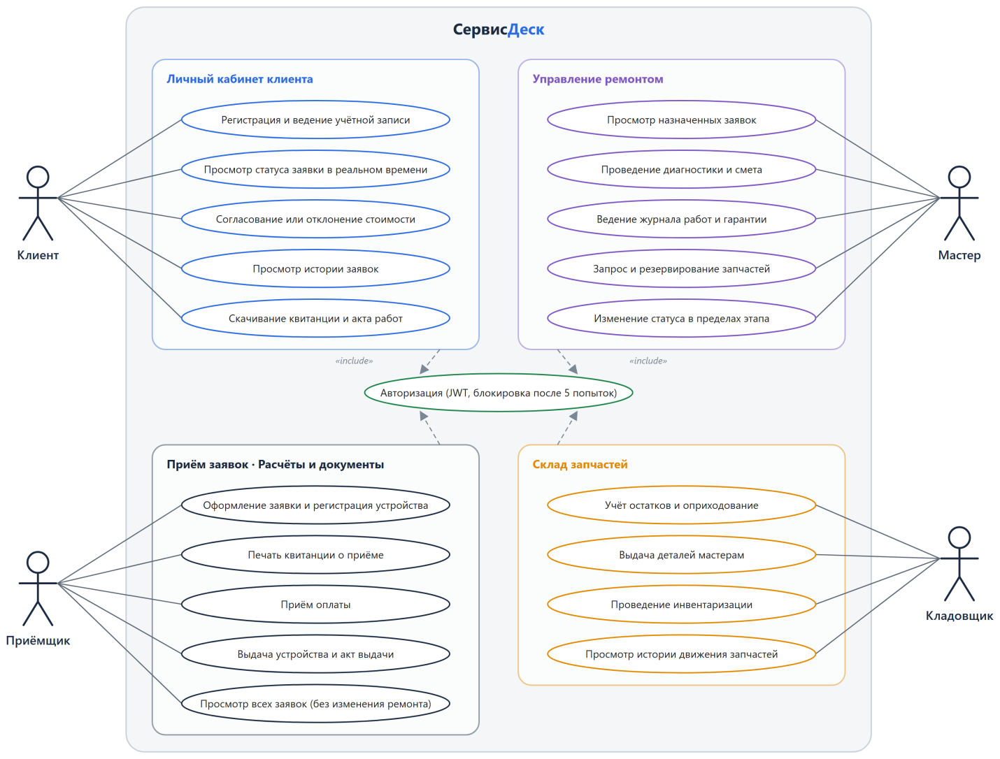 СервисДеск
Личный кабинет клиента
Регистрация и ведение учётной записи
Просмотр статуса заявки в реальном времени
Согласование или отклонение стоимости
Просмотр истории заявок
Скачивание квитанции и акта работ
Управление ремонтом
Просмотр назначенных заявок
Проведение диагностики и смета
Ведение журнала работ и гарантии
Запрос и резервирование запчастей
Изменение статуса в пределах этапа
Клиент
Мастер
«include»
«include»
Авторизация (JWT, блокировка после 5 попыток)
Приём заявок · Расчёты и документы
Оформление заявки и регистрация устройства
Печать квитанции о приёме
Приём оплаты
Выдача устройства и акт выдачи
Просмотр всех заявок (без изменения ремонта)
Склад запчастей
Учёт остатков и оприходование
Выдача деталей мастерам
Проведение инвентаризации
Просмотр истории движения запчастей
Приёмщик
Кладовщик